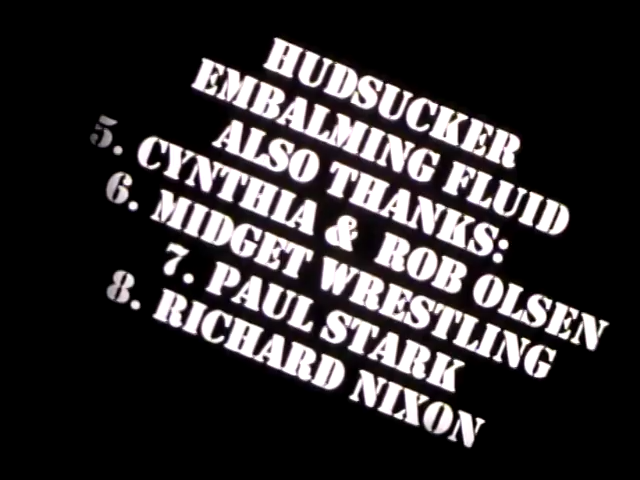 HUDSUCKER
EMBALMING FLUID
ALSO THANKS:
5. CYNTHIA & ROB OLSEN
6. MIDGET WRESTLING
7. PAUL STARK
8. RICHARD NIXON